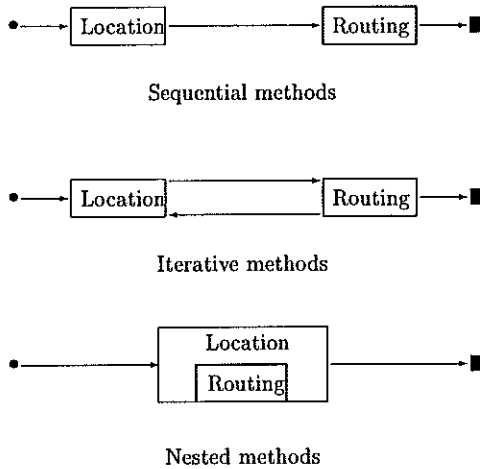 Location Routing
Sequential methods
Location Routing
Iterative methods
Location
Routing
Nested methods